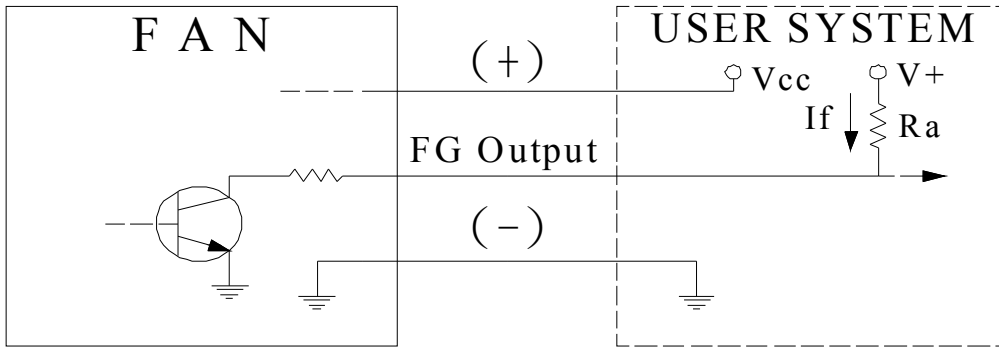 F A N
USER SYSTEM
(+)
Vcc
V+
If
Ra
FG Output
(-)